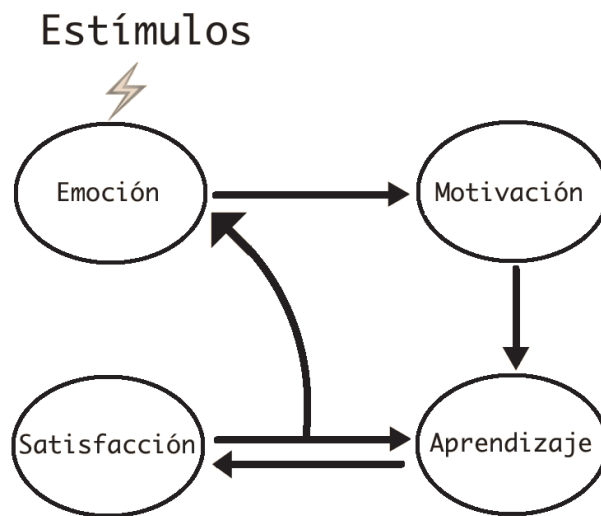 Estímulos
Emoción
Motivación
Satisfacción
Aprendizaje